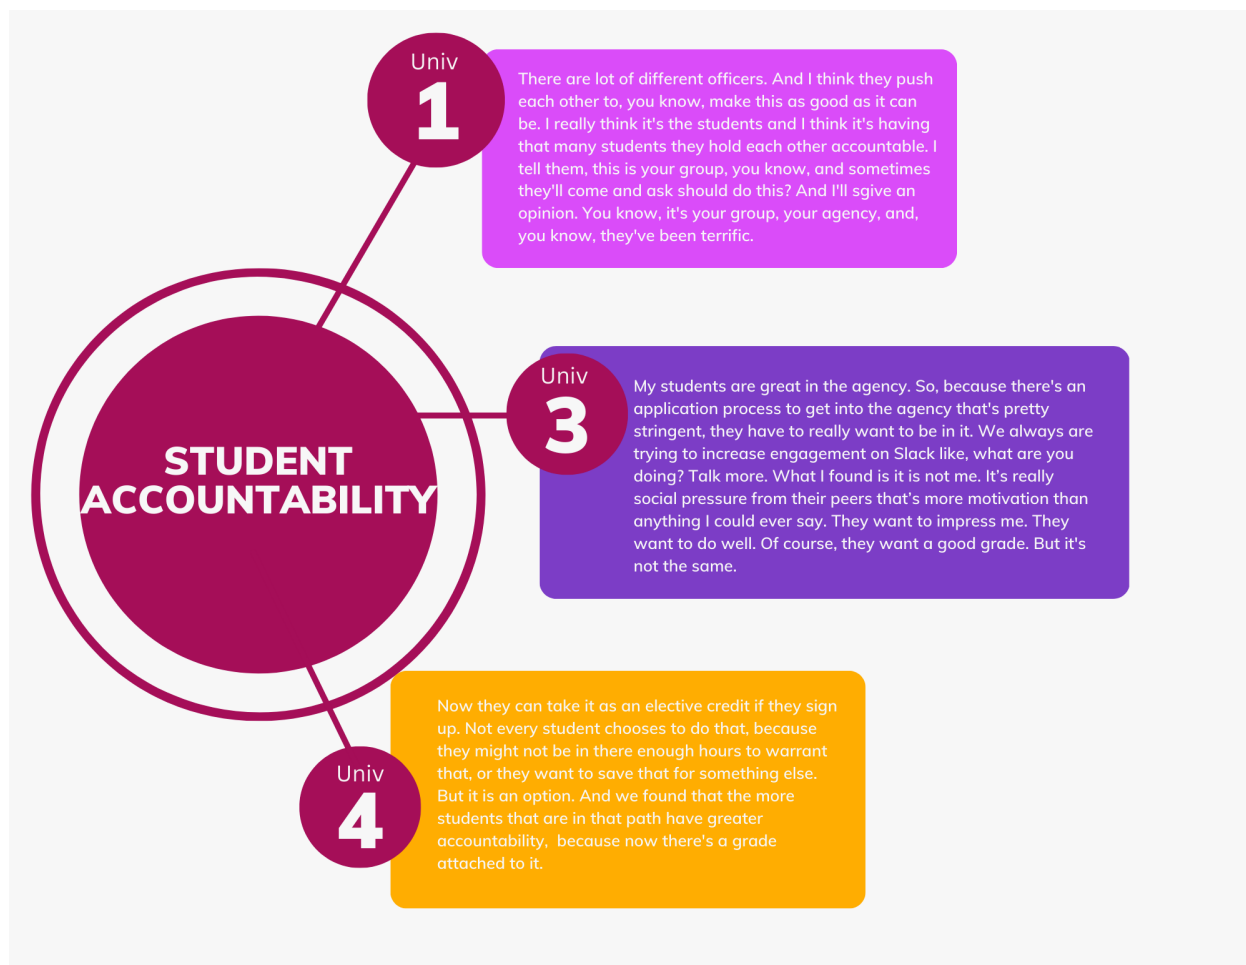 Univ
1
There are lot of different officers. And I think they push
each other to, you know, make this as good as it can
be. I really think it's the students and I think it's having
that many students they hold each other accountable. I
tell them, this is your group, you know, and sometimes
they'll come and ask should do this? And I'll sgive an
opinion. You know, it's your group, your agency, and,
you know, they've been terrific.
STUDENT
ACCOUNTABILITY
Univ
3
My students are great in the agency. So, because there's an
application process to get into the agency that's pretty
stringent, they have to really want to be in it. We always are
trying to increase engagement on Slack like, what are you
doing? Talk more. What I found is it is not me. It's really
social pressure from their peers that's more motivation than
anything I could ever say. They want to impress me. They
want to do well. Of course, they want a good grade. But it's
not the same.
Univ
4
Now they can take it as an elective credit if they sign
up. Not every student chooses to do that, because
they might not be in there enough hours to warrant
that, or they want to save that for something else.
But it is an option. And we found that the more
students that are in that path have greater
accountability,  because now there's a grade
attached to it.